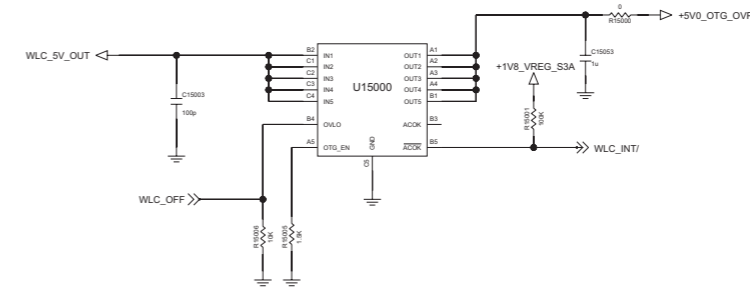 0
R15000
+5V0_OTG_OVP
WLC_5V_OUT
B2
IN1
OUT1
A1
C1
IN2
OUT2
A2
C2
IN3
OUT3
A3
C3
IN4
OUT4
A4
C4
IN5
OUT5
B1
U15000
C15053
1u
+1V8_VREG_S3A
C15003
100p
B4
OVLO
ACOK
B3
R15001
100K
A5
OTG_EN
GND
C5
ACOK
B5
WLC_INT/
WLC_OFF
R15006
10K
R15005
1.5K